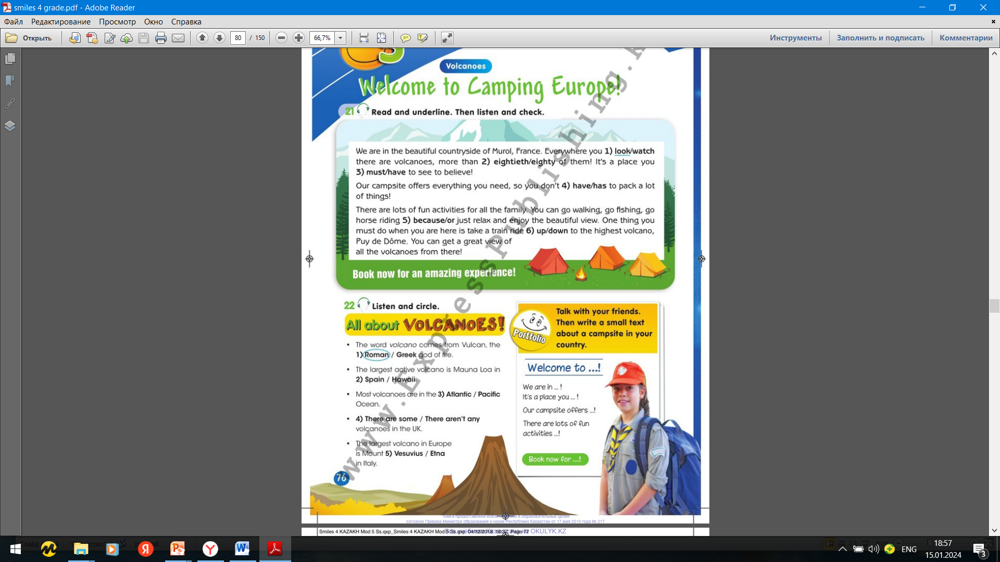 smiles 4 grade.pdf - Adobe Reader
Файл Редактирование Просмотр Окно Справка
Открыть 80 / 150 66,7% Инструменты Заполнить и подписать Комментарии
Volcanoes
Welcome to Camping Europe!
21 Read and underline. Then listen and check.
We are in the beautiful countryside of Murol, France. Everywhere you 1) look/watch
there are volcanoes, more than 2) eightieth/eighty of them! It's a place you
3) must/have to see to believe!
Our campsite offers everything you need, so you don't 4) have/has to pack a lot
of things!
There are lots of fun activities for all the family. You can go walking, go fishing, go
horse riding 5) because/or just relax and enjoy the beautiful view. One thing you
must do when you are here is take a train ride 6) up/down to the highest volcano,
Puy de Dôme. You can get a great view of
all the volcanoes from there!
Book now for an amazing experience!
22 Listen and circle.
All about VOLCANOES!
• The word volcano comes from Vulcan, the
1) Roman / Greek god of fire.
• The largest active volcano is Mauna Loa in
2) Spain / Hawaii.
• Most volcanoes are in the 3) Atlantic / Pacific
Ocean.
• 4) There are some / There aren't any
volcanoes in the UK.
• The largest volcano in Europe
is Mount 5) Vesuvius / Etna
in Italy.
76
Portfolio
Talk with your friends.
Then write a small text
about a campsite in your
country.
Welcome to ...!
We are in ... !
It's a place you ... !
Our campsite offers ...!
There are lots of fun
activities ...!
Book now for ...!
www.ExpressPublishing.k
Книга предоставлена исключительно в образовательных целях
согласно Приказа Министра образования и науки Республики Казахстан от 17 мая 2019 года № 217
Smiles 4 KAZAKH Mod 5 Ss.qxp_Smiles 4 KAZAKH Mod 5 Ss.qxp 04/12/2018 16:37 Page 77
OKULYK.KZ
ENG
18:57
15.01.2024
3